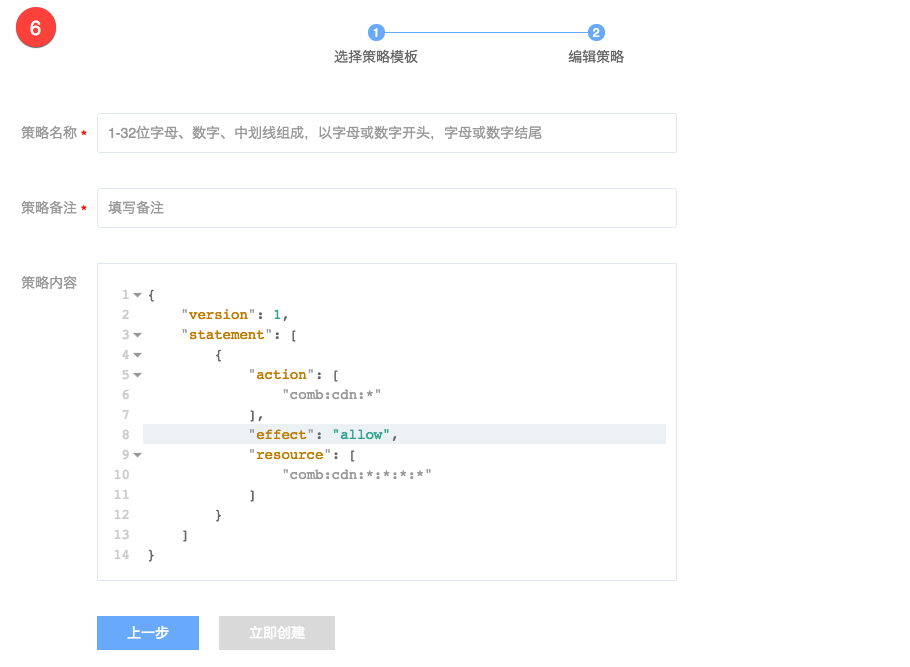 6
1 2
选择策略模板 编辑策略
策略名称 * 1-32位字母、数字、中划线组成，以字母或数字开头，字母或数字结尾
策略备注 * 填写备注
策略内容
1 {
2     "version": 1,
3     "statement": [
4         {
5             "action": [
6                 "comb:cdn:*"
7             ],
8             "effect": "allow",
9             "resource": [
10                 "comb:cdn:*:*:*:*"
11             ]
12         }
13     ]
14 }
上一步 立即创建